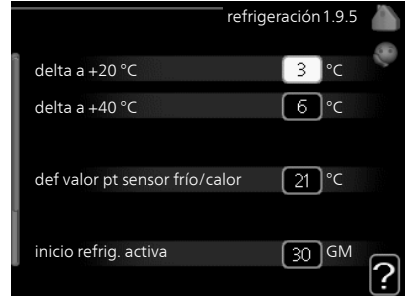 refrigeración 1.9.5
delta a +20 °C 3 °C
delta a +40 °C 6 °C
def valor pt sensor frío/calor 21 °C
inicio refrig. activa 30 GM
?